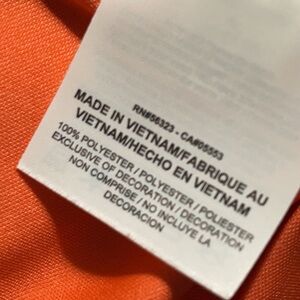 RN#56323 - CA#05553
MADE IN VIETNAM/FABRIQUE AU
VIETNAM/HECHO EN VIETNAM
100% POLYESTER / POLYESTER / POLIESTER
EXCLUSIVE OF DECORATION / DECORATION
NON COMPRISE / NO INCLUYE LA
DECORACION